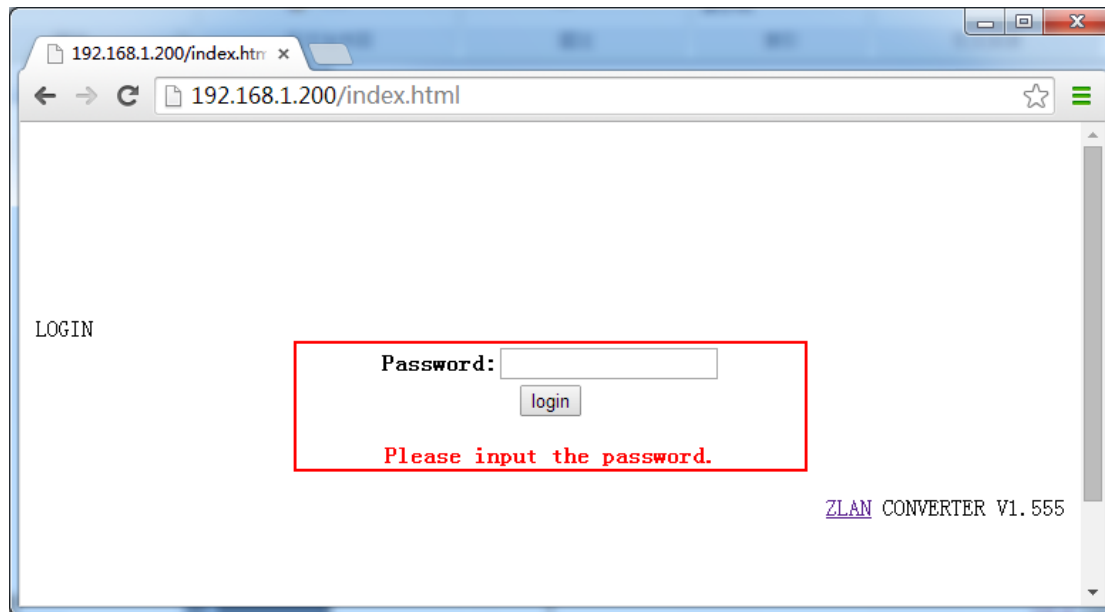 192.168.1.200/index.htm
192.168.1.200/index.html
LOGIN
Password:
login
Please input the password.
ZLAN CONVERTER V1.555